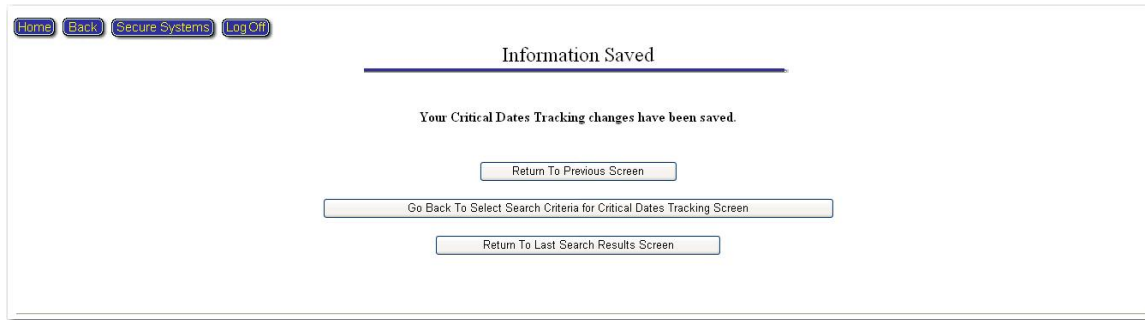 Home Back Secure Systems Log Off
Information Saved
Your Critical Dates Tracking changes have been saved.
Return To Previous Screen
Go Back To Select Search Criteria for Critical Dates Tracking Screen
Return To Last Search Results Screen